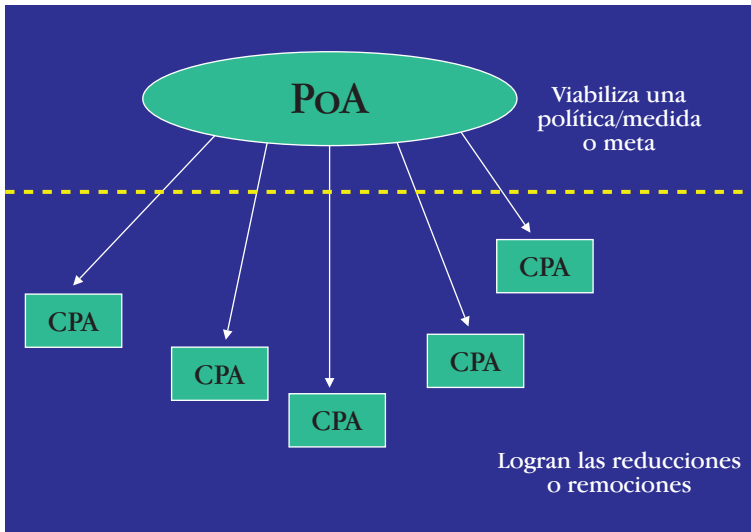 PoA
Viabiliza una
política/medida
o meta
CPA
CPA
CPA
CPA
CPA
Logran las reducciones
o remociones